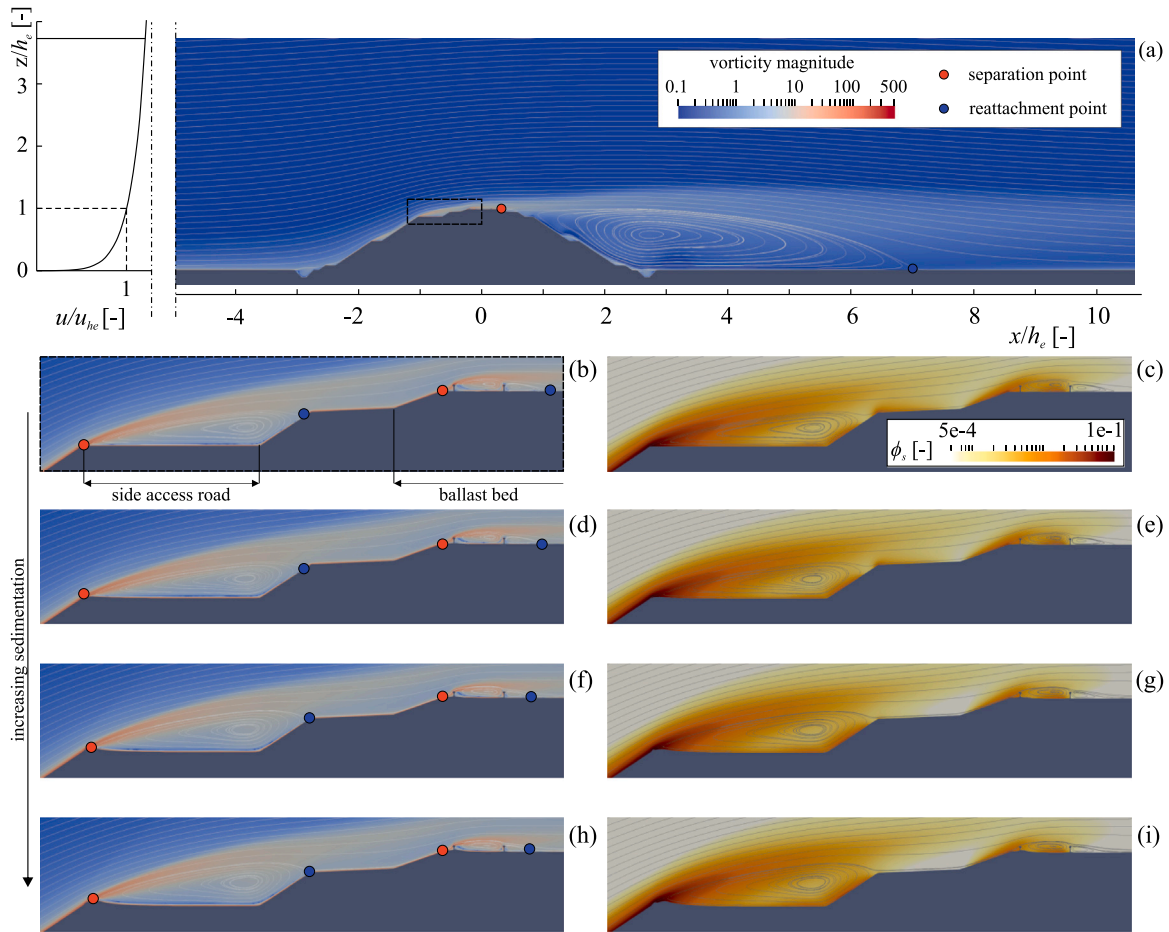 z/h_e [-]
3
2
1
0
1
u/u_he [-]
(a)
vorticity magnitude
0.1 1 10 100 500
separation point
reattachment point
-4 -2 0 2 4 6 8 10
x/h_e [-]
(b)
side access road
ballast bed
(c)
5e-4 1e-1
ϕ_s [-]
increasing sedimentation
(d)
(e)
(f)
(g)
(h)
(i)